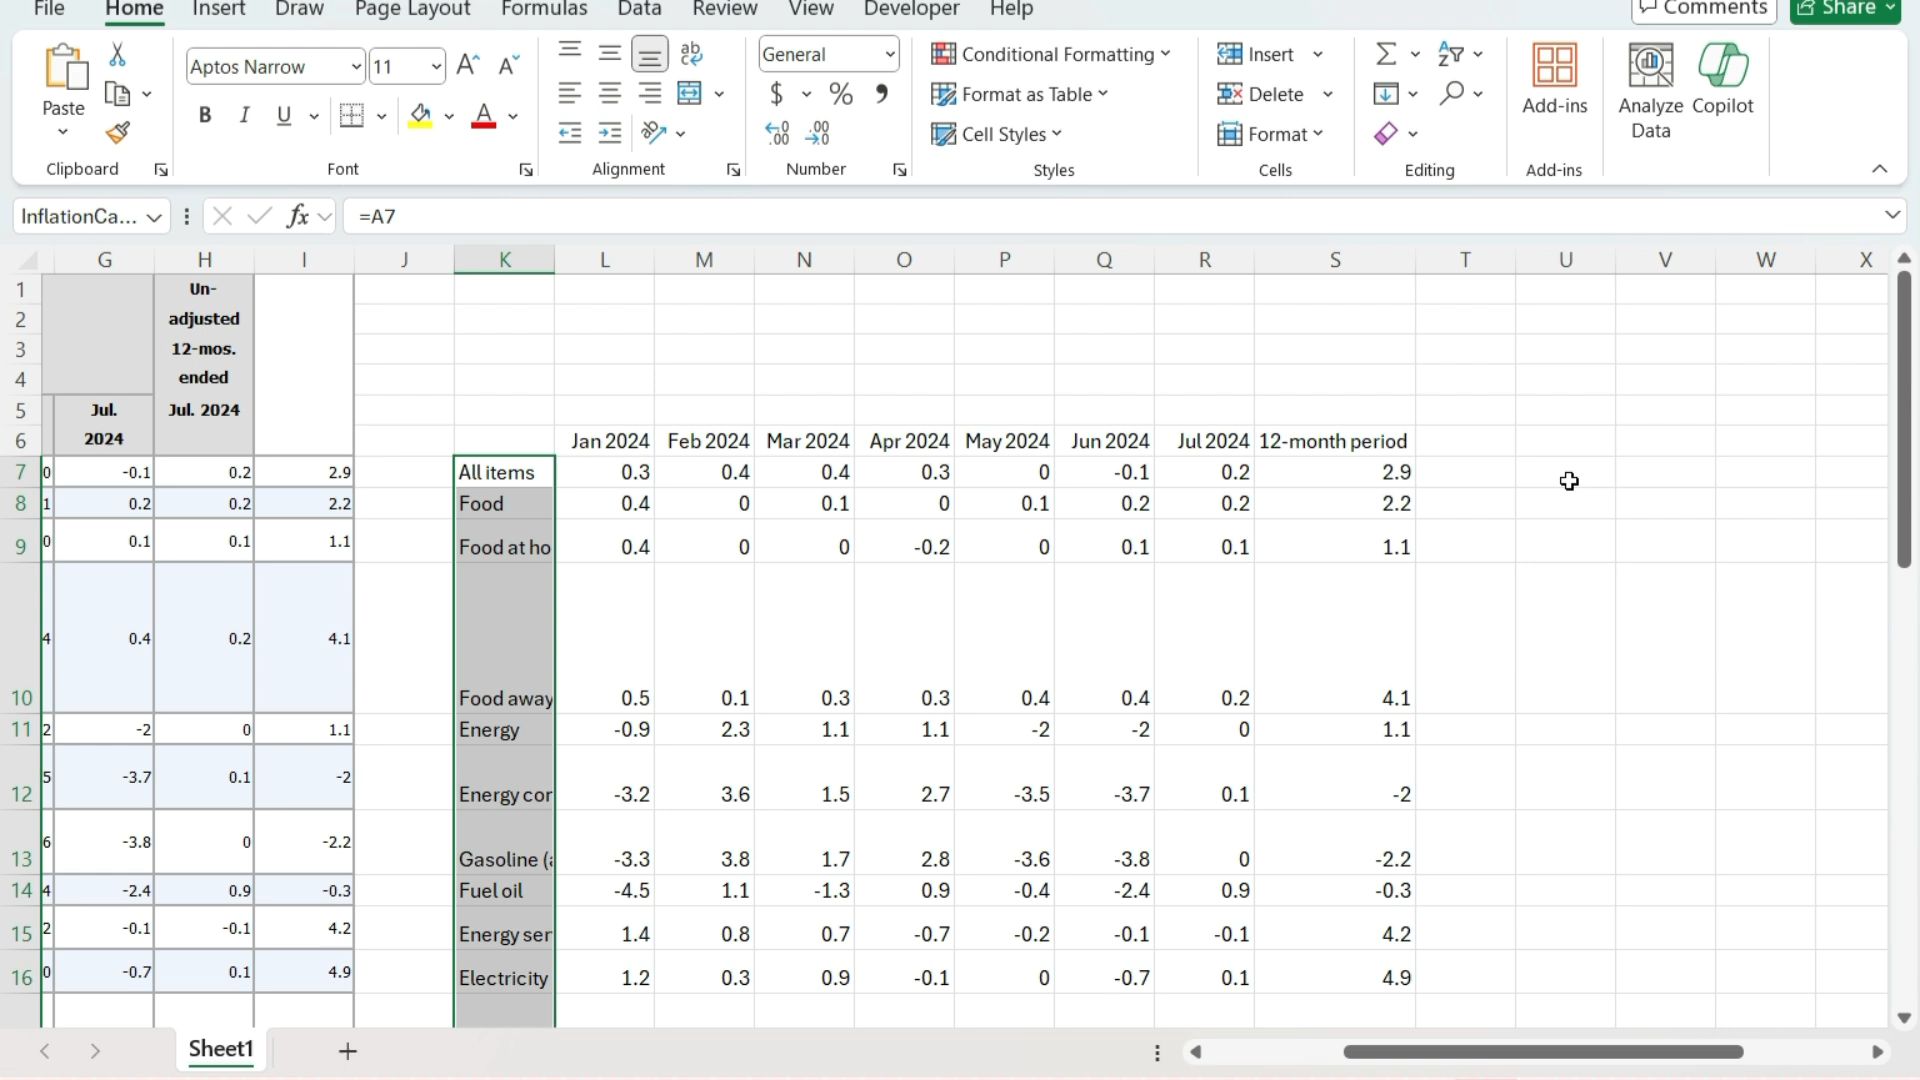 File Home Insert Draw Page Layout Formulas Data Review View Developer Help Comments Share
Aptos Narrow 11 General Conditional Formatting Insert
Paste $ % Format as Table Delete Add-ins Analyze Data Copilot
B I U A Cell Styles Format
Clipboard Font Alignment Number Styles Cells Editing Add-ins
InflationCa... fx =A7
G H I J K L M N O P Q R S T U V W X
1 Un-
2 adjusted
3 12-mos.
4 ended
5 Jul. Jul. 2024
6 2024 Jan 2024 Feb 2024 Mar 2024 Apr 2024 May 2024 Jun 2024 Jul 2024 12-month period
7 0 -0.1 0.2 2.9 All items 0.3 0.4 0.4 0.3 0 -0.1 0.2 2.9
8 1 0.2 0.2 2.2 Food 0.4 0 0.1 0 0.1 0.2 0.2 2.2
9 0 0.1 0.1 1.1 Food at ho 0.4 0 0 -0.2 0 0.1 0.1 1.1
10 4 0.4 0.2 4.1 Food away 0.5 0.1 0.3 0.3 0.4 0.4 0.2 4.1
11 2 -2 0 1.1 Energy -0.9 2.3 1.1 1.1 -2 -2 0 1.1
12 5 -3.7 0.1 -2 Energy cor -3.2 3.6 1.5 2.7 -3.5 -3.7 0.1 -2
13 6 -3.8 0 -2.2 Gasoline (a -3.3 3.8 1.7 2.8 -3.6 -3.8 0 -2.2
14 4 -2.4 0.9 -0.3 Fuel oil -4.5 1.1 -1.3 0.9 -0.4 -2.4 0.9 -0.3
15 2 -0.1 -0.1 4.2 Energy ser 1.4 0.8 0.7 -0.7 -0.2 -0.1 -0.1 4.2
16 0 -0.7 0.1 4.9 Electricity 1.2 0.3 0.9 -0.1 0 -0.7 0.1 4.9
Sheet1